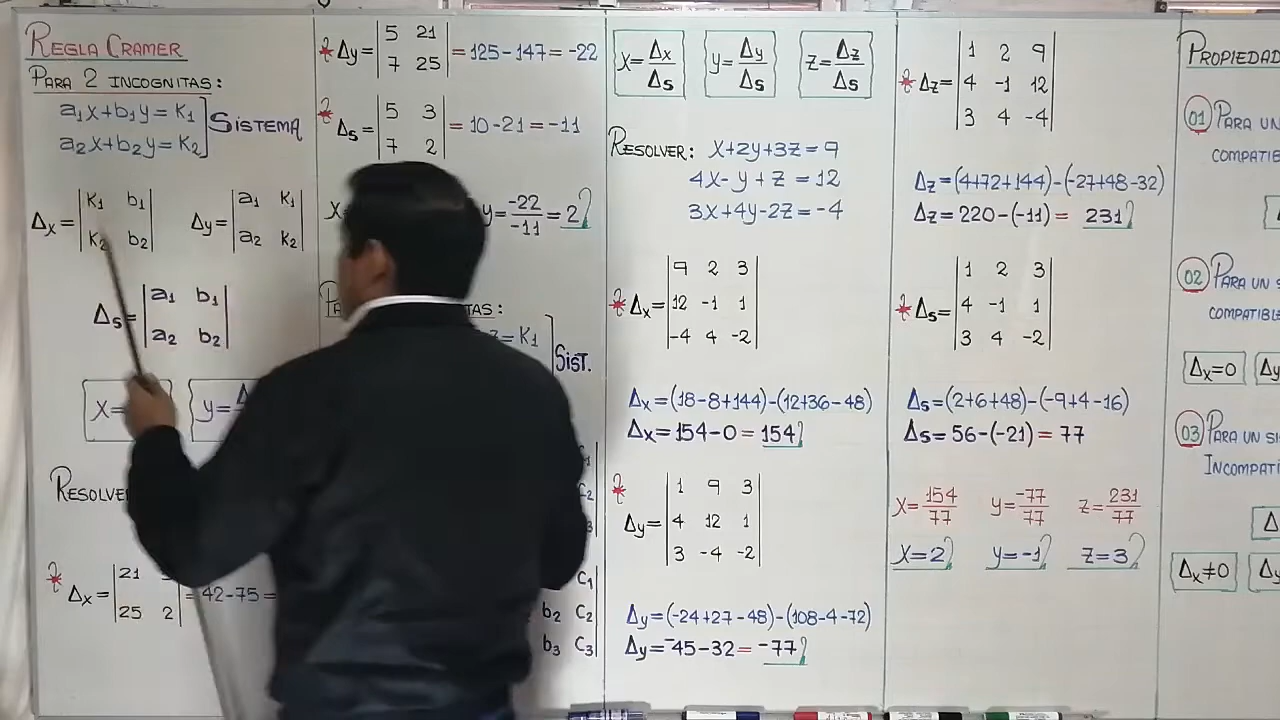 REGLA CRAMER
PARA 2 INCOGNITAS:
a₁x+b₁y=K₁
a₂x+b₂y=K₂
SISTEMA
Δx= |K₁ b₁|
|K₂ b₂|
Δy= |a₁ K₁|
|a₂ K₂|
Δs= |a₁ b₁|
|a₂ b₂|
X=
y=
Δx= |21
|25 2| = 42-75=
* Δy= |5 21|
|7 25| = 125-147=-22
* Δs= |5 3|
|7 2| = 10-21=-11
X
y= -22/-11 = 2
=K₁
SIST.
C₁
b₂ C₂
b₃ C₃
X= Δx/Δs
y= Δy/Δs
z= Δz/Δs
RESOLVER: X+2y+3z=9
4X-y+z=12
3X+4y-2z=-4
* Δx= |9 2 3|
|12 -1 1|
|-4 4 -2|
Δx=(18-8+144)-(12+36-48)
Δx=154-0=154
* Δy= |1 9 3|
|4 12 1|
|3 -4 -2|
Δy=(-24+27-48)-(108-4-72)
Δy=-45-32=-77
* Δz= |1 2 9|
|4 -1 12|
|3 4 -4|
Δz=(4+72+144)-(-27+48-32)
Δz=220-(-11)=231
* Δs= |1 2 3|
|4 -1 1|
|3 4 -2|
Δs=(2+6+48)-(-9+4-16)
Δs=56-(-21)=77
X=154/77 y=-77/77 z=231/77
X=2 y=-1 z=3
01 PARA UN
COMPATIB
02 PARA UN S
COMPATIBLE
Δx=0 Δy
03 PARA UN SI
INCOMPATI
Δ
Δx≠0 Δy